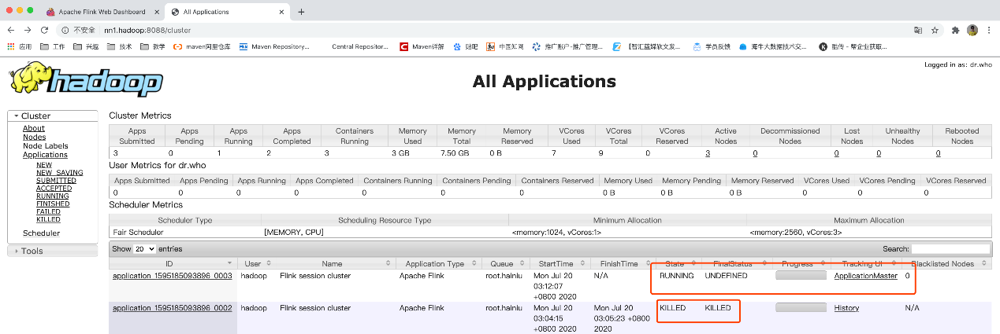 Apache Flink Web Dashboard
All Applications
不安全 nn1.hadoop:8088/cluster
应用 工作 兴趣 技术 教学 maven阿里仓库 Maven Repository... Central Repositor... Maven详解 贴吧 中国知网 推广账户-推广管理... 【智汇蓝媒软文发... 学员反馈 海牛大数据技术交... 酷传 - 帮企业获取...
Logged in as: dr.who
hadoop
All Applications
Cluster
About
Nodes
Node Labels
Applications
NEW
NEW_SAVING
SUBMITTED
ACCEPTED
RUNNING
FINISHED
FAILED
KILLED
Scheduler
Tools
Cluster Metrics
Apps Submitted Apps Pending Apps Running Apps Completed Containers Running Memory Used Memory Total Memory Reserved VCores Used VCores Total VCores Reserved Active Nodes Decommissioned Nodes Lost Nodes Unhealthy Nodes Rebooted Nodes
3 0 1 2 3 3 GB 7.50 GB 0 B 7 9 0 3 0 0 0 0
User Metrics for dr.who
Apps Submitted Apps Pending Apps Running Apps Completed Containers Running Containers Pending Containers Reserved Memory Used Memory Pending Memory Reserved VCores Used VCores Pending VCores Reserved
0 0 0 0 0 0 0 0 B 0 B 0 B 0 0 0
Scheduler Metrics
Scheduler Type Scheduling Resource Type Minimum Allocation Maximum Allocation
Fair Scheduler [MEMORY, CPU] <memory:1024, vCores:1> <memory:2560, vCores:3>
Show 20 entries Search:
ID User Name Application Type Queue StartTime FinishTime State FinalStatus Progress Tracking UI Blacklisted Nodes
application_1595185093896_0003 hadoop Flink session cluster Apache Flink root.hainiu Mon Jul 20 03:12:07 +0800 2020 N/A RUNNING UNDEFINED ApplicationMaster 0
application_1595185093896_0002 hadoop Flink session cluster Apache Flink root.hainiu Mon Jul 20 03:04:15 +0800 2020 Mon Jul 20 03:05:23 +0800 2020 KILLED KILLED History N/A